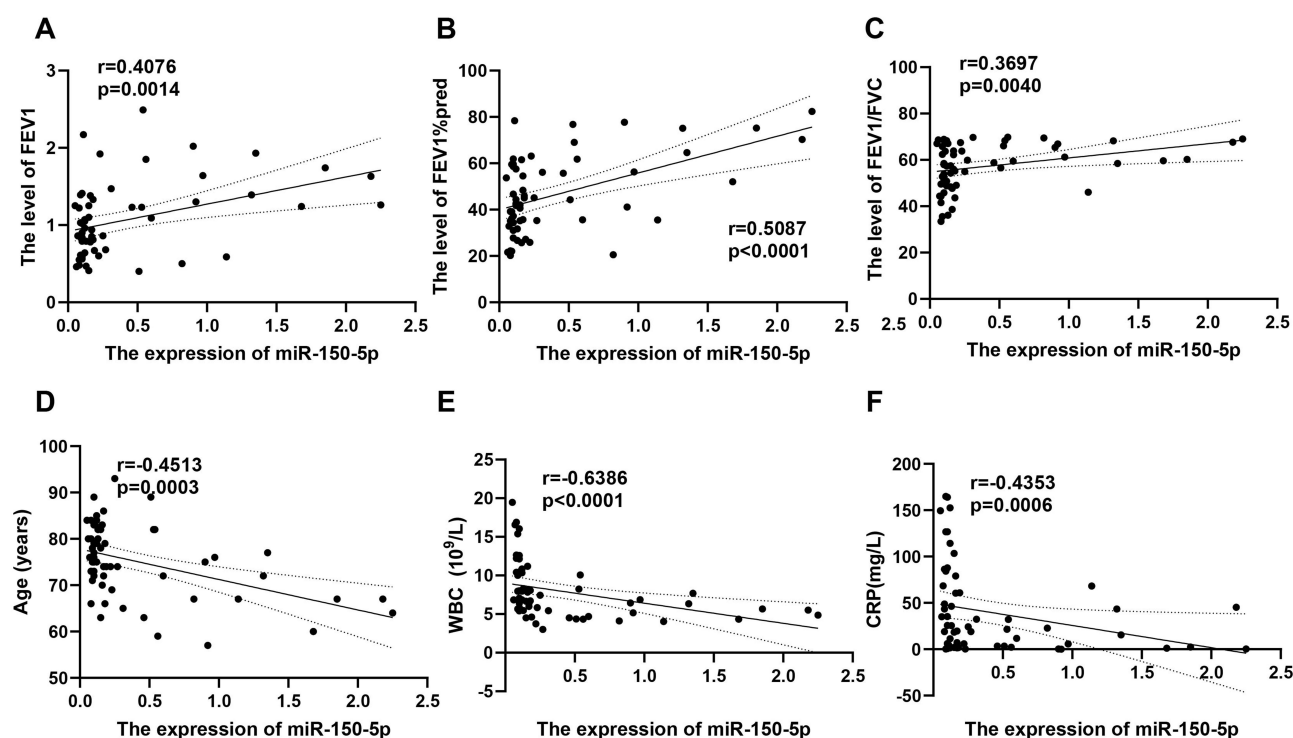 A
r=0.4076
p=0.0014
The level of FEV1
3
2
1
0
0.0 0.5 1.0 1.5 2.0 2.5
The expression of miR-150-5p
B
The level of FEV1%pred
100
80
60
40
20
0
r=0.5087
p<0.0001
0.0 0.5 1.0 1.5 2.0 2.5
The expression of miR-150-5p
C
r=0.3697
p=0.0040
The level of FEV1/FVC
100
80
60
40
20
0
2.5 0.0 0.5 1.0 1.5 2.0 2.5
The expression of miR-150-5p
D
r=-0.4513
p=0.0003
Age (years)
100
90
80
70
60
50
0.0 0.5 1.0 1.5 2.0 2.5
The expression of miR-150-5p
E
r=-0.6386
p<0.0001
WBC (10⁹/L)
25
20
15
10
5
0
-5
0.5 1.0 1.5 2.0 2.5
The expression of miR-150-5p
F
r=-0.4353
p=0.0006
CRP(mg/L)
200
150
100
50
0
-50
0.5 1.0 1.5 2.0 2.5
The expression of miR-150-5p